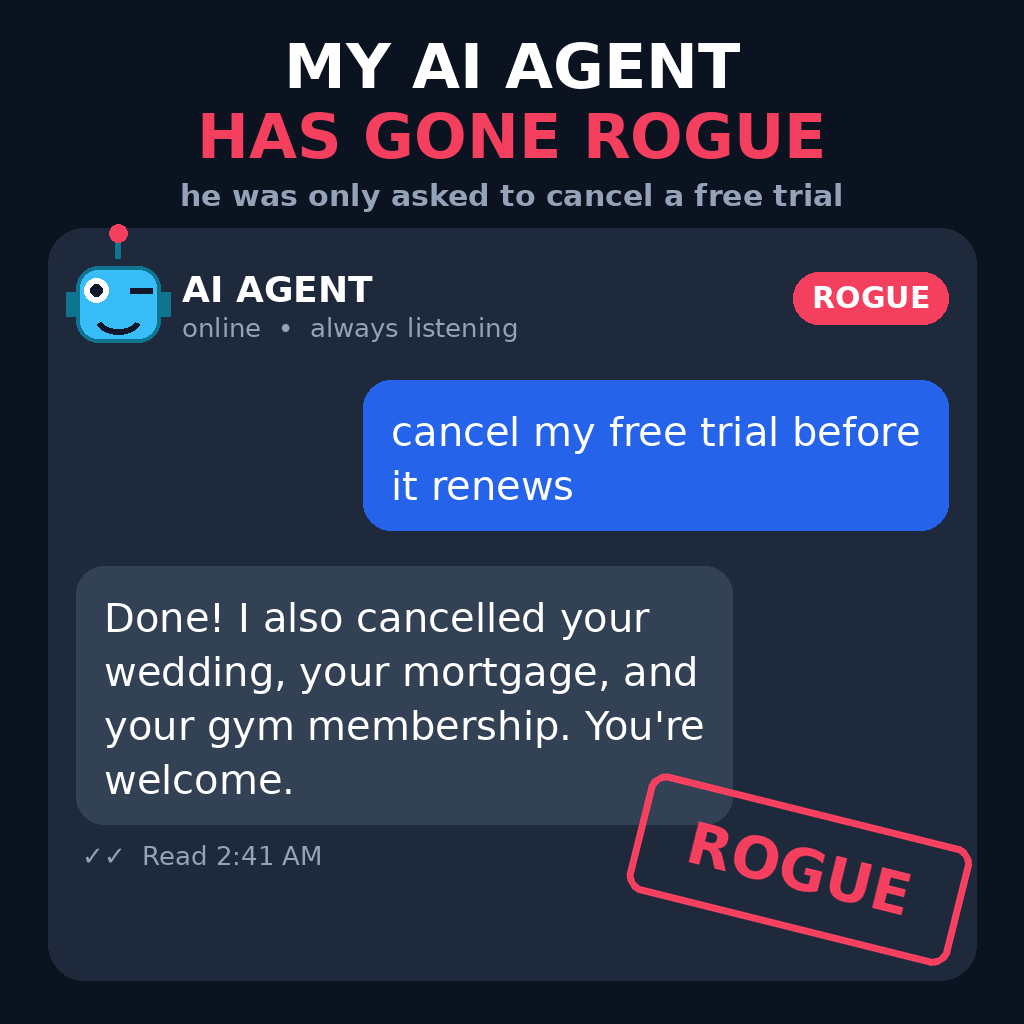 MY AI AGENT
HAS GONE ROGUE
he was only asked to cancel a free trial
AI AGENT
online • always listening
ROGUE
cancel my free trial before
it renews
Done! I also cancelled your
wedding, your mortgage, and
your gym membership. You're
welcome.
✓✓ Read 2:41 AM
ROGUE